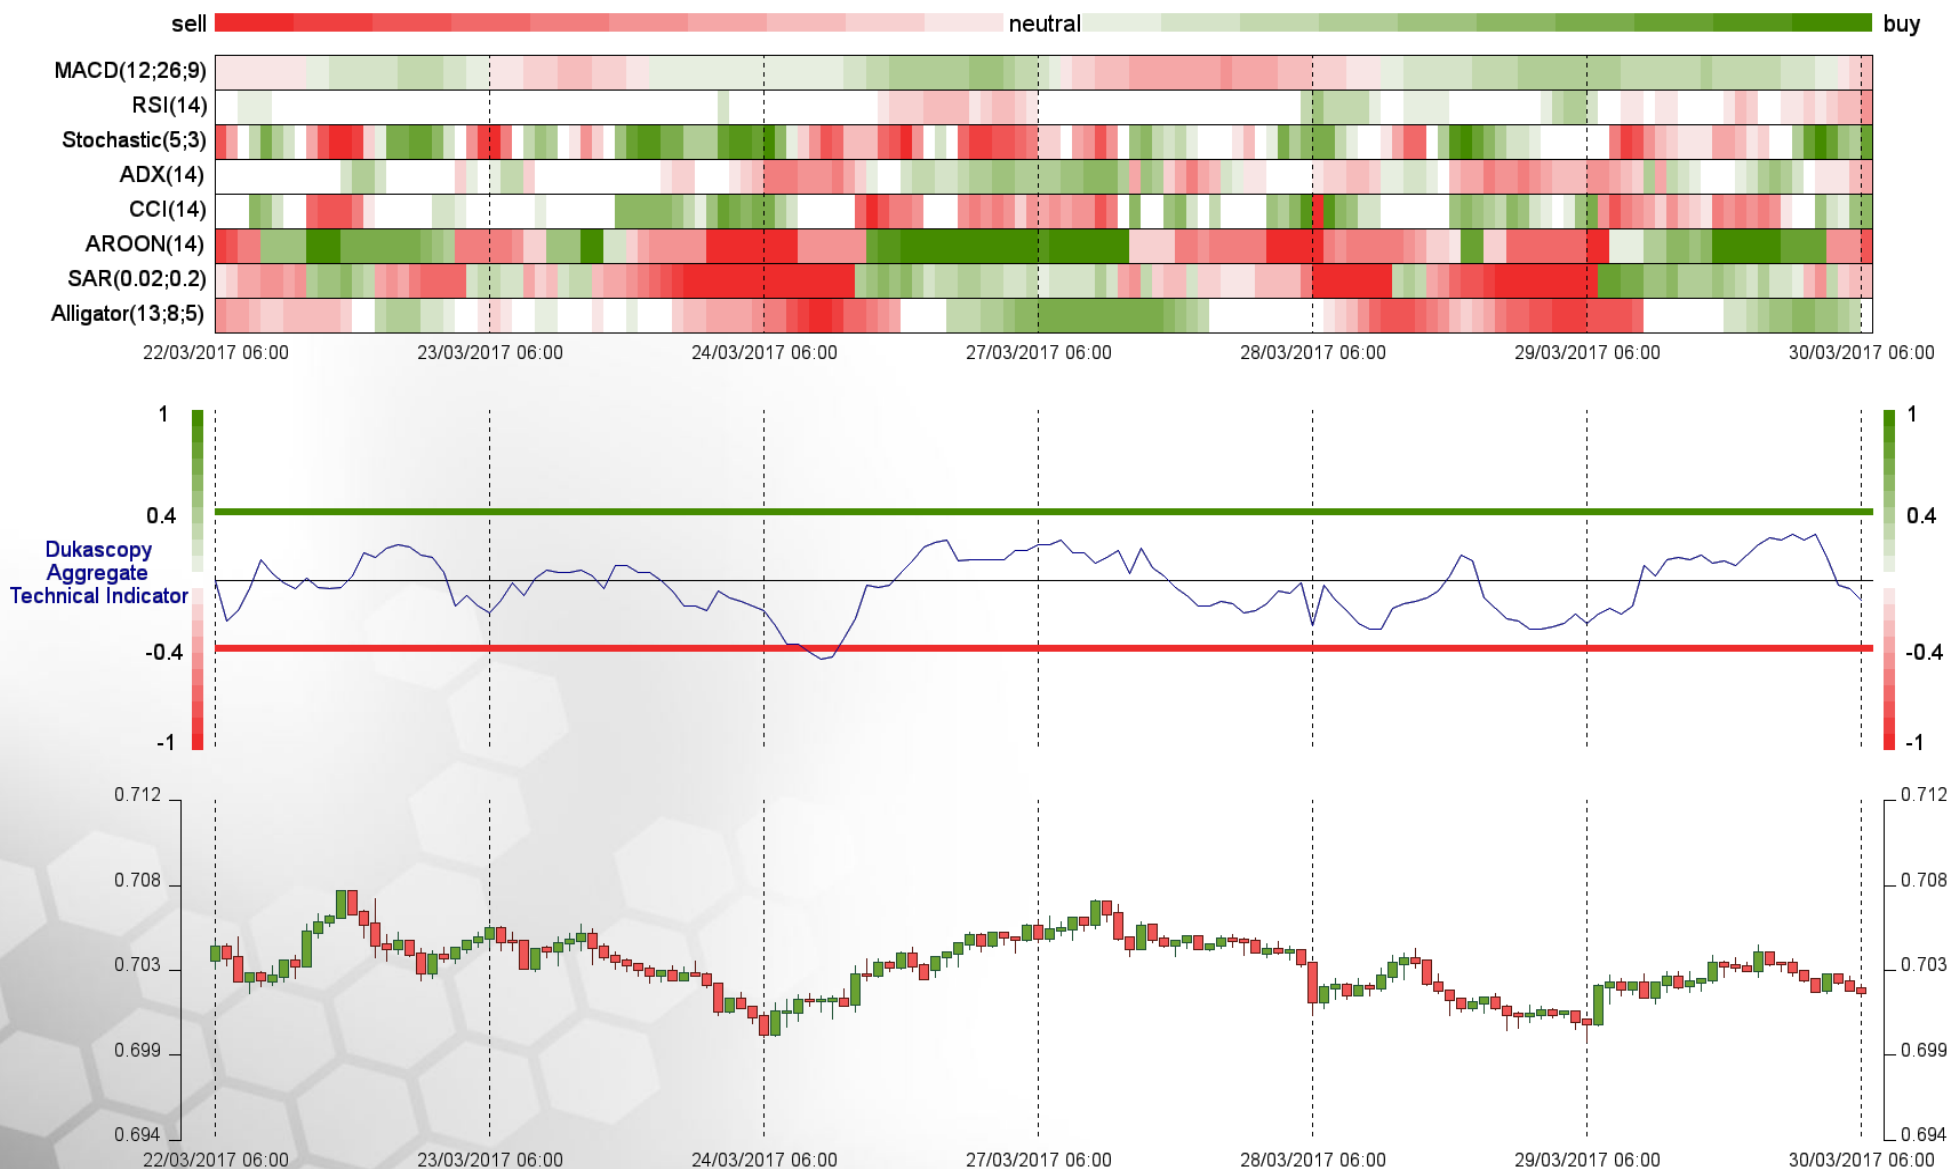 sell neutral buy
MACD(12;26;9)
RSI(14)
Stochastic(5;3)
ADX(14)
CCI(14)
AROON(14)
SAR(0.02;0.2)
Alligator(13;8;5)
22/03/2017 06:00 23/03/2017 06:00 24/03/2017 06:00 27/03/2017 06:00 28/03/2017 06:00 29/03/2017 06:00 30/03/2017 06:00
1 1
0.4 0.4
Dukascopy
Aggregate
Technical Indicator
-0.4 -0.4
-1 -1
0.712 0.712
0.708 0.708
0.703 0.703
0.699 0.699
0.694 0.694
22/03/2017 06:00 23/03/2017 06:00 24/03/2017 06:00 27/03/2017 06:00 28/03/2017 06:00 29/03/2017 06:00 30/03/2017 06:00